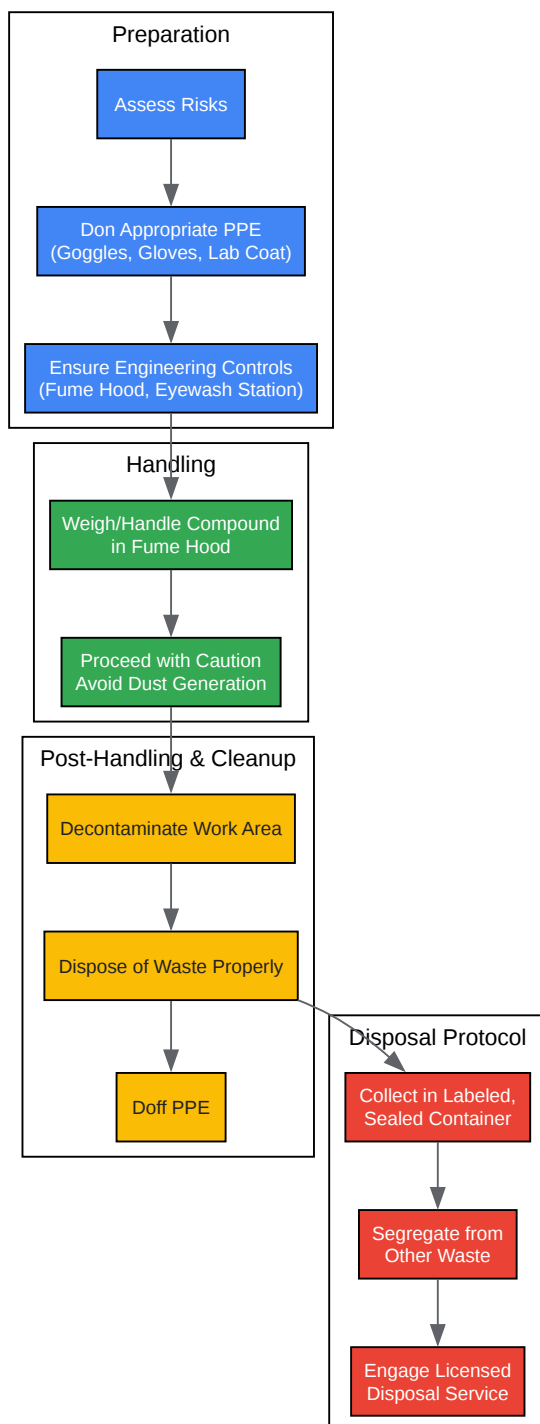 Preparation
Assess Risks
Don Appropriate PPE
(Goggles, Gloves, Lab Coat)
Ensure Engineering Controls
(Fume Hood, Eyewash Station)
Handling
Weigh/Handle Compound
in Fume Hood
Proceed with Caution
Avoid Dust Generation
Post-Handling & Cleanup
Decontaminate Work Area
Dispose of Waste Properly
Doff PPE
Disposal Protocol
Collect in Labeled,
Sealed Container
Segregate from
Other Waste
Engage Licensed
Disposal Service